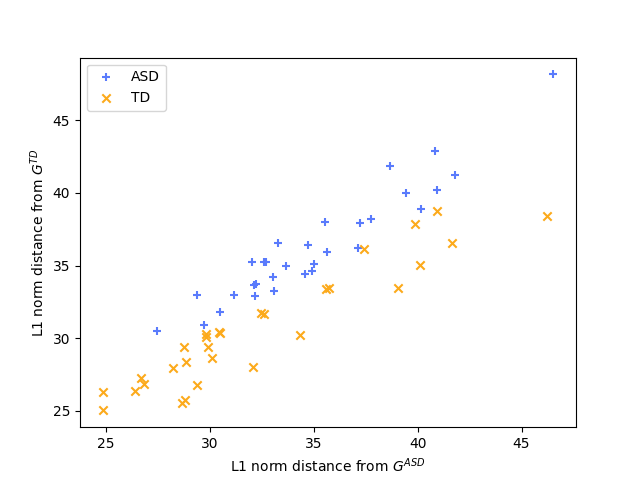 ASD
TD
45
40
35
30
25
L1 norm distance from G^{TD}
25 30 35 40 45
L1 norm distance from G^{ASD}